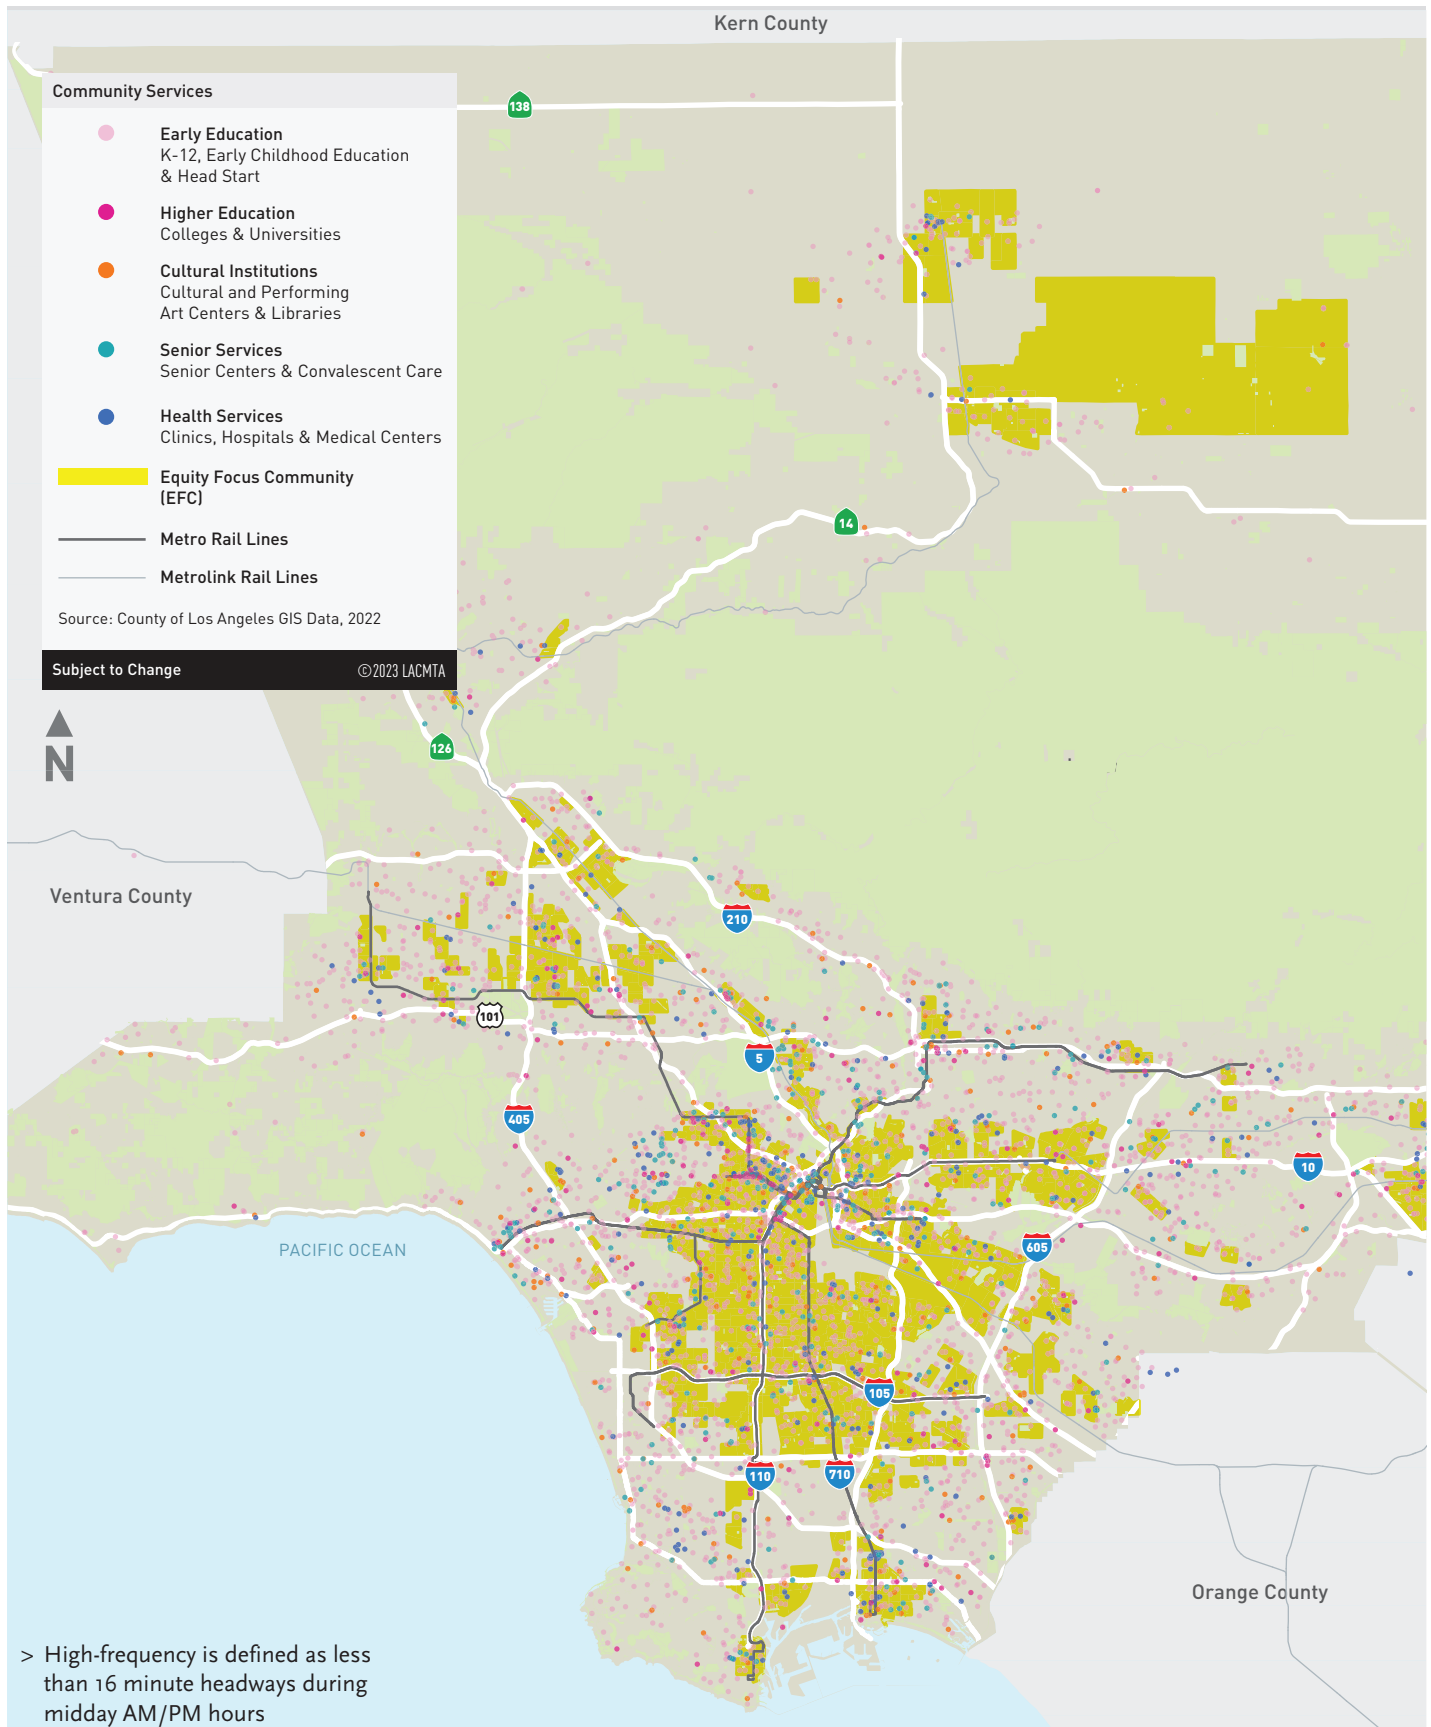 Kern County
Community Services
Early Education
K-12, Early Childhood Education
& Head Start
Higher Education
Colleges & Universities
Cultural Institutions
Cultural and Performing
Art Centers & Libraries
Senior Services
Senior Centers & Convalescent Care
Health Services
Clinics, Hospitals & Medical Centers
Equity Focus Community
(EFC)
Metro Rail Lines
Metrolink Rail Lines
Source: County of Los Angeles GIS Data, 2022
Subject to Change ©2023 LACMTA
138
14
N
126
Ventura County
210
101
5
405
10
PACIFIC OCEAN
605
105
110
710
Orange County
> High-frequency is defined as less
than 16 minute headways during
midday AM/PM hours